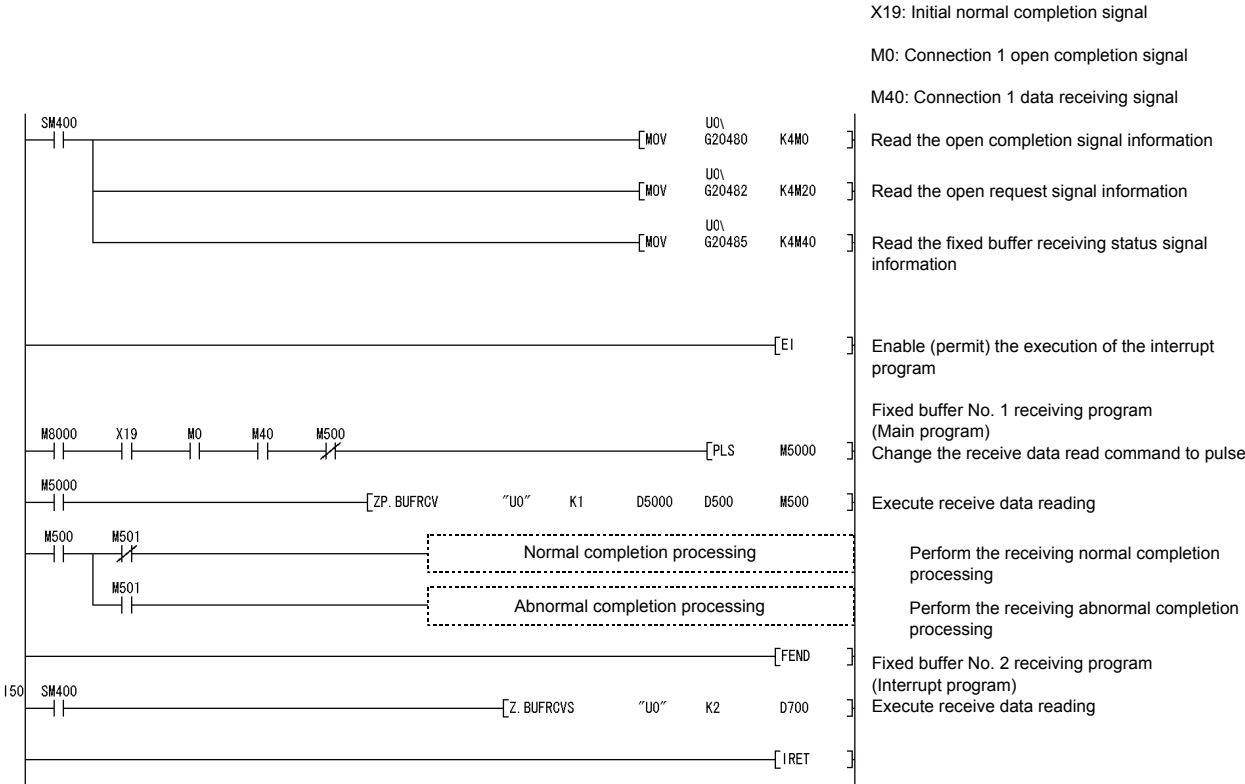 X19: Initial normal completion signal
M0: Connection 1 open completion signal
M40: Connection 1 data receiving signal
SM400
U0\
[MOV G20480 K4M0 ]
Read the open completion signal information
U0\
[MOV G20482 K4M20 ]
Read the open request signal information
U0\
[MOV G20485 K4M40 ]
Read the fixed buffer receiving status signal
information
[EI ]
Enable (permit) the execution of the interrupt
program
Fixed buffer No. 1 receiving program
(Main program)
M8000 X19 M0 M40 M500
[PLS M5000 ]
Change the receive data read command to pulse
M5000
[ZP.BUFRCV "U0" K1 D5000 D500 M500 ]
Execute receive data reading
M500 M501
Normal completion processing
Perform the receiving normal completion
processing
M501
Abnormal completion processing
Perform the receiving abnormal completion
processing
[FEND ]
Fixed buffer No. 2 receiving program
(Interrupt program)
I50 SM400
[Z.BUFRCVS "U0" K2 D700 ]
Execute receive data reading
[IRET ]